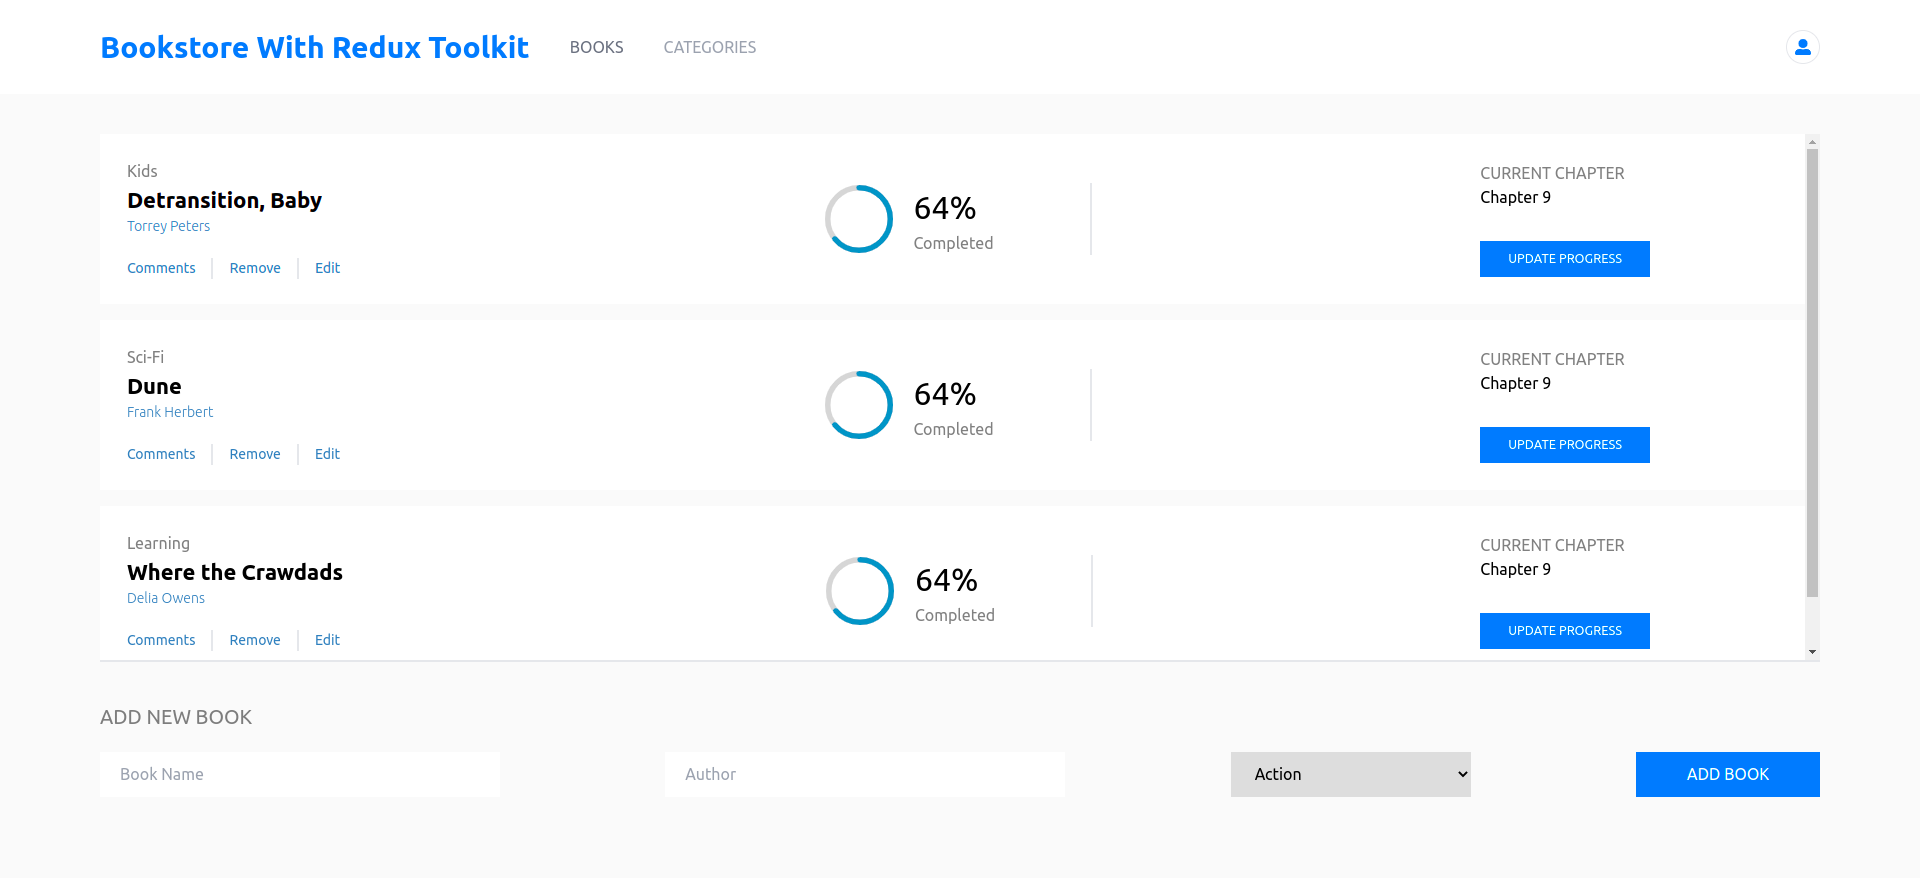 Bookstore With Redux Toolkit BOOKS CATEGORIES
Kids
Detransition, Baby
Torrey Peters
Comments Remove Edit
64%
Completed
CURRENT CHAPTER
Chapter 9
UPDATE PROGRESS
Sci-Fi
Dune
Frank Herbert
Comments Remove Edit
64%
Completed
CURRENT CHAPTER
Chapter 9
UPDATE PROGRESS
Learning
Where the Crawdads
Delia Owens
Comments Remove Edit
64%
Completed
CURRENT CHAPTER
Chapter 9
UPDATE PROGRESS
ADD NEW BOOK
Book Name Author Action ADD BOOK